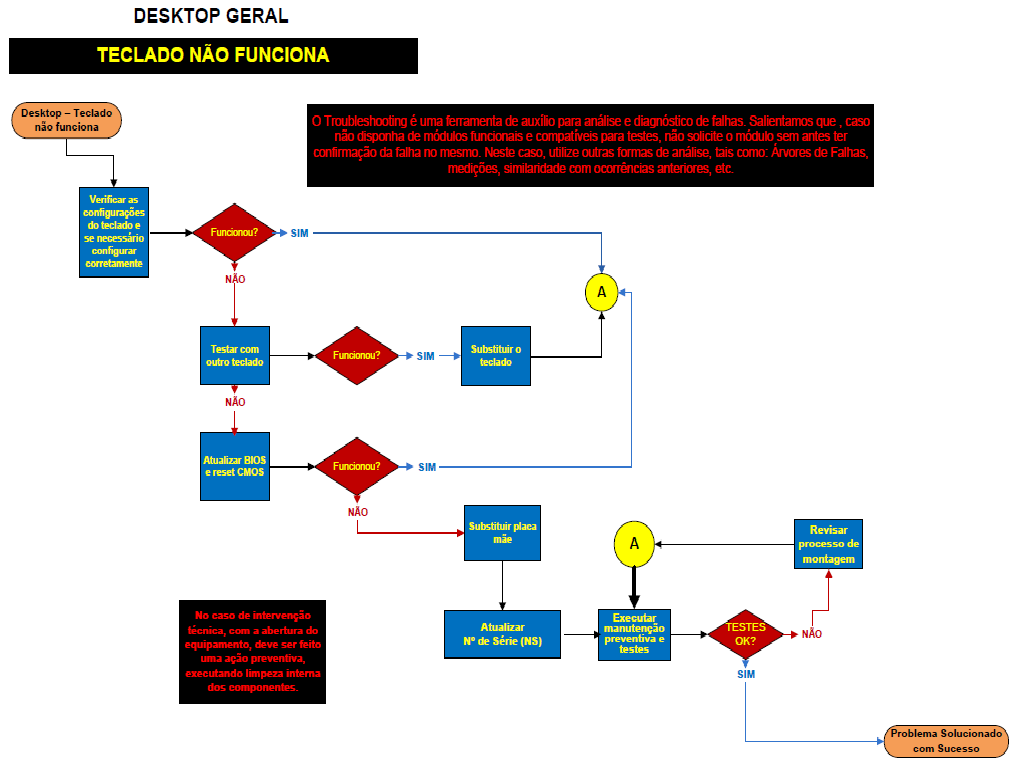 DESKTOP GERAL
TECLADO NÃO FUNCIONA
Desktop – Teclado
não funciona
O Troubleshooting é uma ferramenta de auxílio para análise e diagnóstico de falhas. Salientamos que , caso
não disponha de módulos funcionais e compatíveis para testes, não solicite o módulo sem antes ter
confirmação da falha no mesmo. Neste caso, utilize outras formas de análise, tais como: Árvores de Falhas,
medições, similaridade com ocorrências anteriores, etc.
Verificar as
configurações
do teclado e
se necessário
configurar
corretamente
Funcionou?
SIM
NÃO
A
Testar com
outro teclado
Funcionou?
SIM
Substituir o
teclado
NÃO
Atualizar BIOS
e reset CMOS
Funcionou?
SIM
NÃO
Substituir placa
mãe
A
Revisar
processo de
montagem
Atualizar
Nº de Série (NS)
Executar
manutenção
preventiva e
testes
TESTES
OK?
NÃO
SIM
No caso de intervenção
técnica, com a abertura do
equipamento, deve ser feito
uma ação preventiva,
executando limpeza interna
dos componentes.
Problema Solucionado
com Sucesso